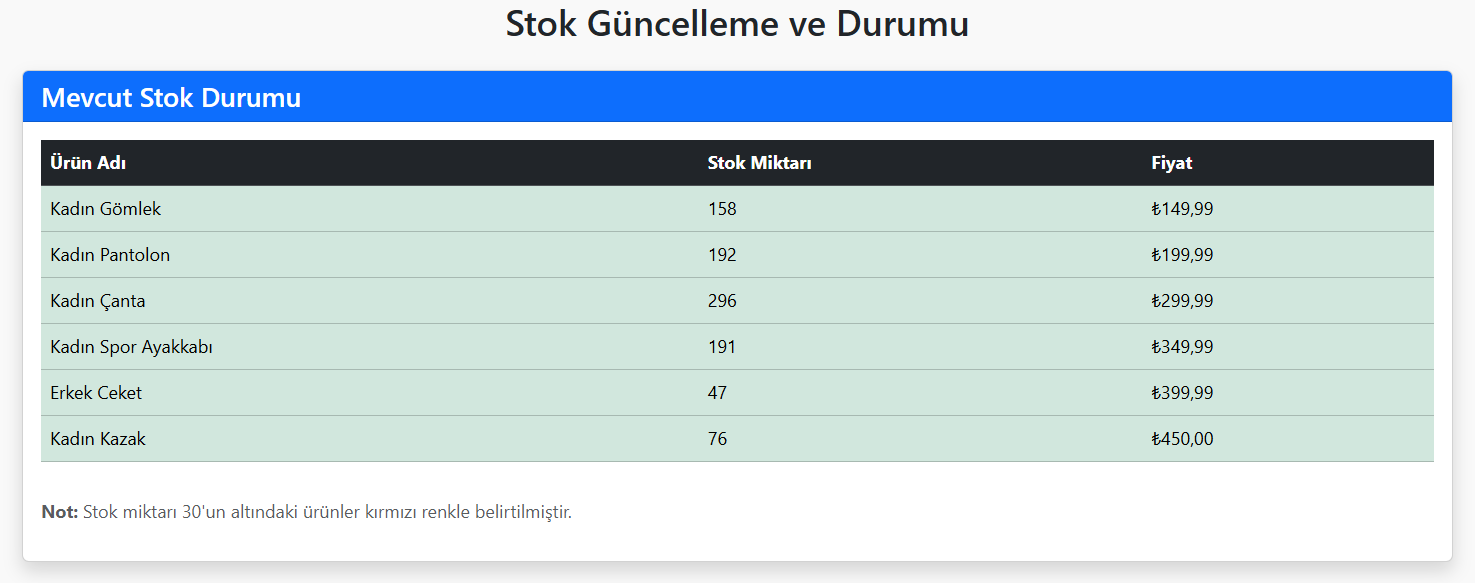 Stok Güncelleme ve Durumu
Mevcut Stok Durumu
Ürün Adı Stok Miktarı Fiyat
Kadın Gömlek 158 ₺149,99
Kadın Pantolon 192 ₺199,99
Kadın Çanta 296 ₺299,99
Kadın Spor Ayakkabı 191 ₺349,99
Erkek Ceket 47 ₺399,99
Kadın Kazak 76 ₺450,00
Not: Stok miktarı 30'un altındaki ürünler kırmızı renkle belirtilmiştir.